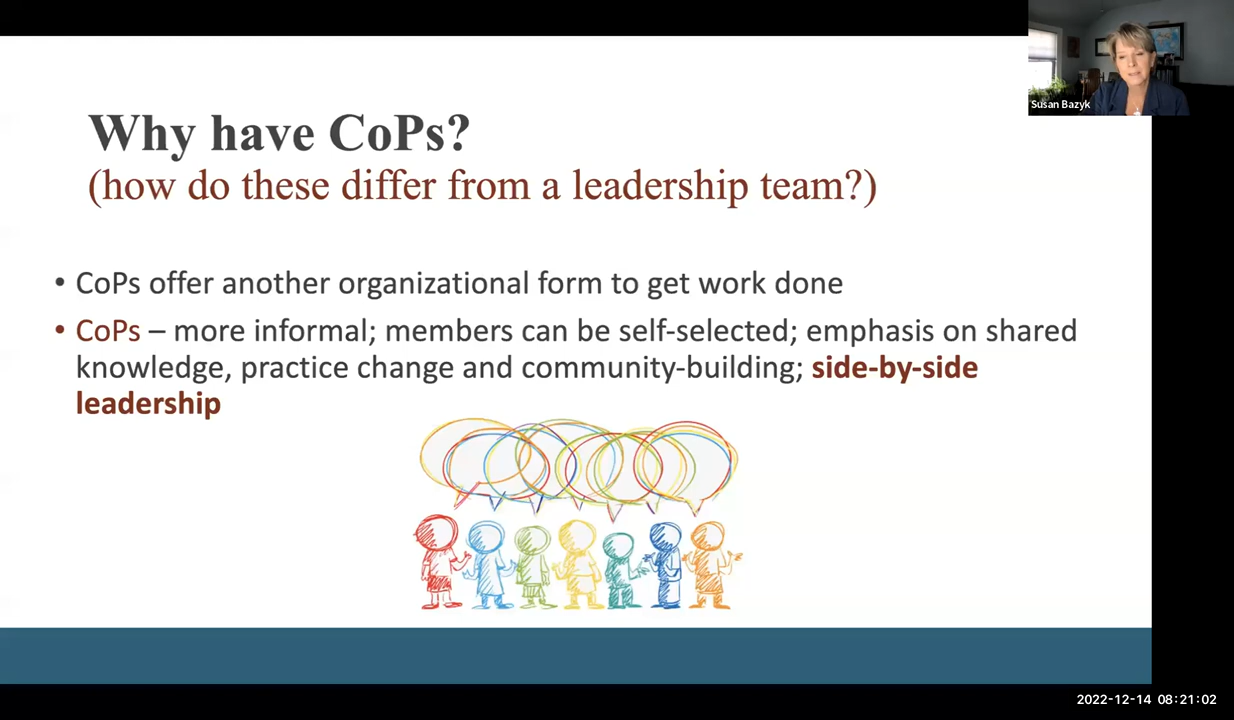 Susan Bazyk
Why have CoPs?
(how do these differ from a leadership team?)
• CoPs offer another organizational form to get work done
• CoPs – more informal; members can be self-selected; emphasis on shared
knowledge, practice change and community-building; side-by-side
leadership
2022-12-14 08:21:02